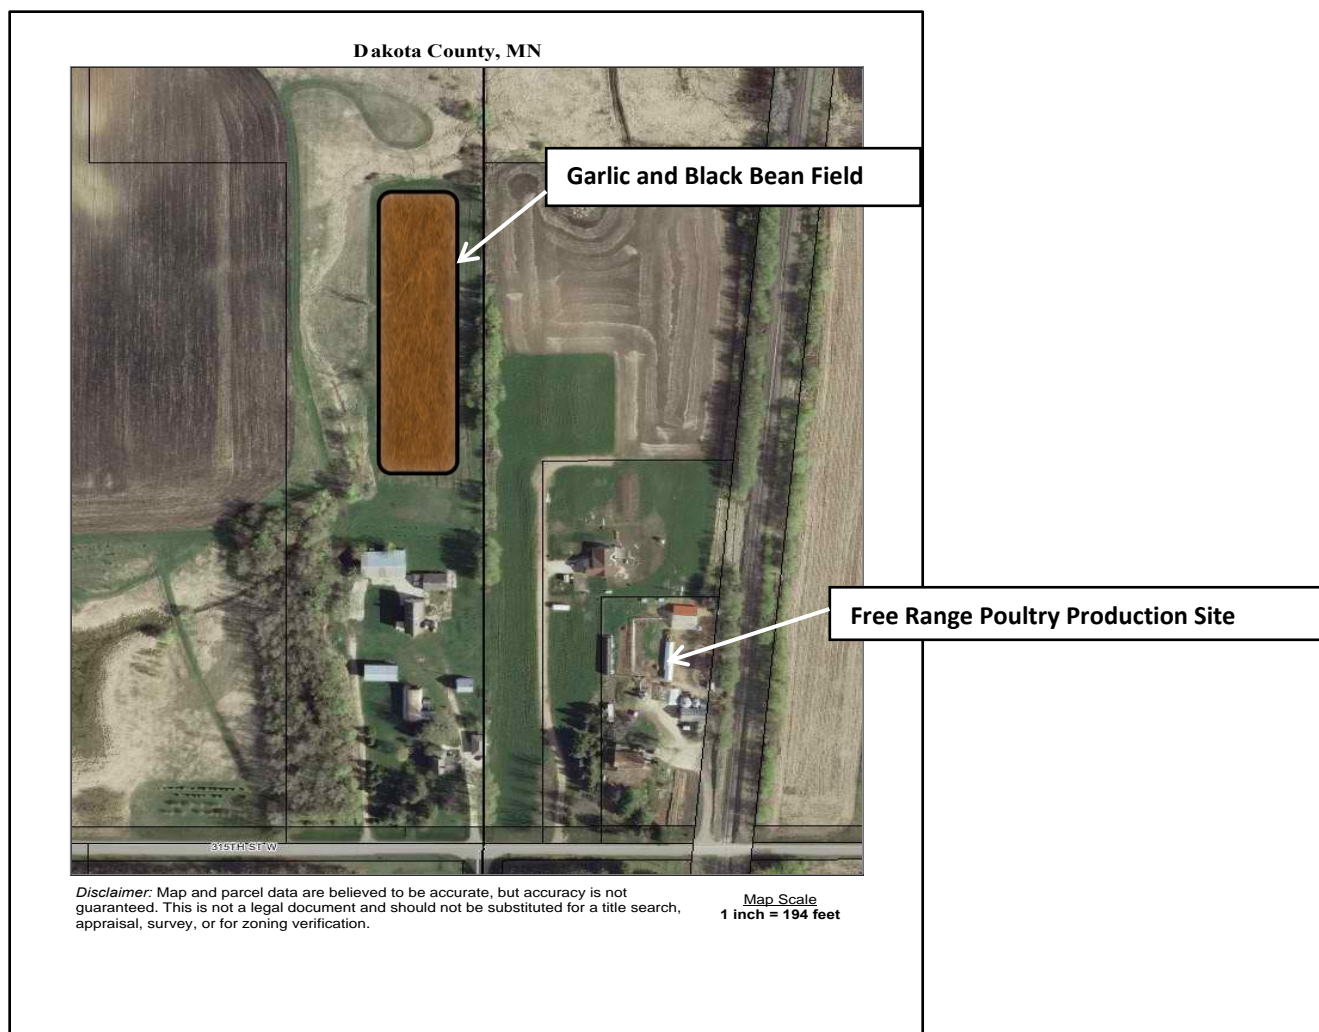 Dakota County, MN
Garlic and Black Bean Field
Free Range Poultry Production Site
315TH ST W
Disclaimer: Map and parcel data are believed to be accurate, but accuracy is not
guaranteed. This is not a legal document and should not be substituted for a title search,
appraisal, survey, or for zoning verification.
Map Scale
1 inch = 194 feet